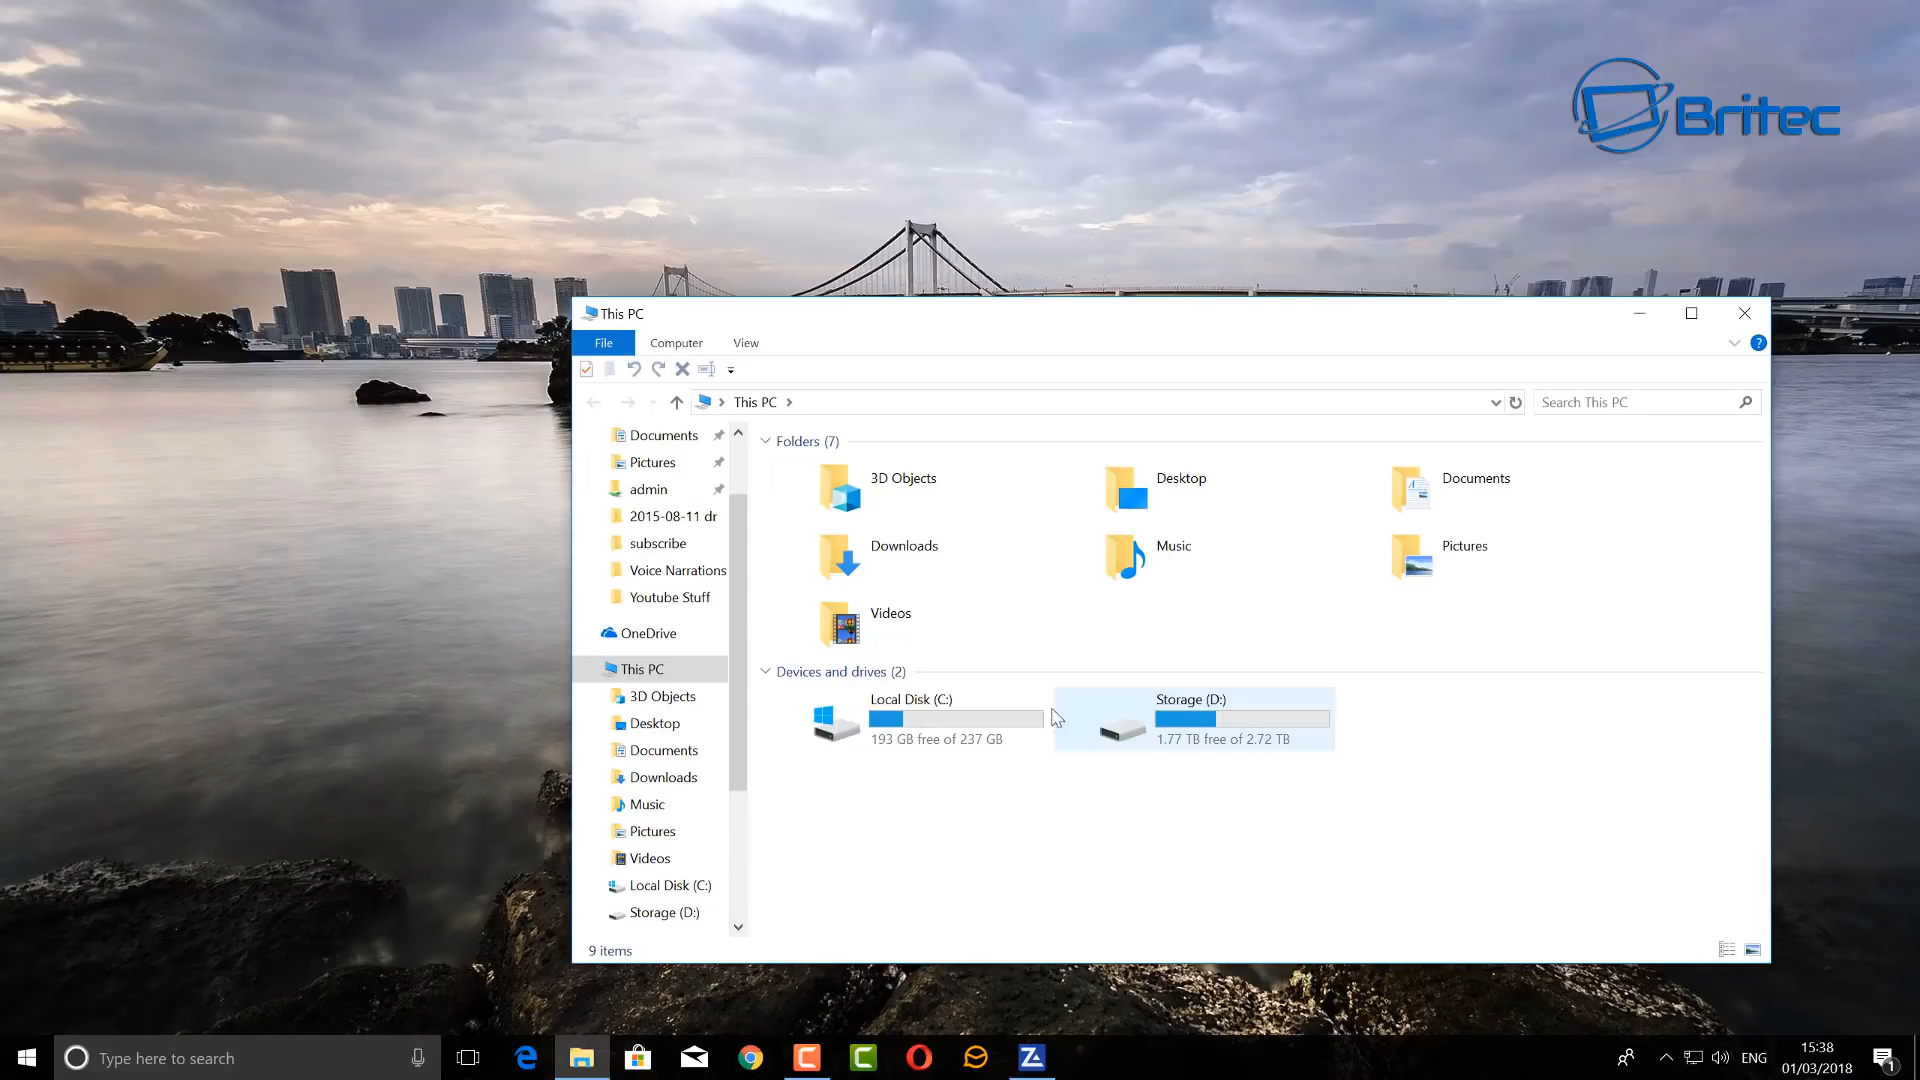 Britec
This PC
File Computer View
This PC
Search This PC
Documents
Pictures
admin
2015-08-11 dr
subscribe
Voice Narrations
Youtube Stuff
OneDrive
This PC
3D Objects
Desktop
Documents
Downloads
Music
Pictures
Videos
Local Disk (C:)
Storage (D:)
Folders (7)
3D Objects
Desktop
Documents
Downloads
Music
Pictures
Videos
Devices and drives (2)
Local Disk (C:)
193 GB free of 237 GB
Storage (D:)
1.77 TB free of 2.72 TB
9 items
Type here to search
ENG
15:38
01/03/2018
1